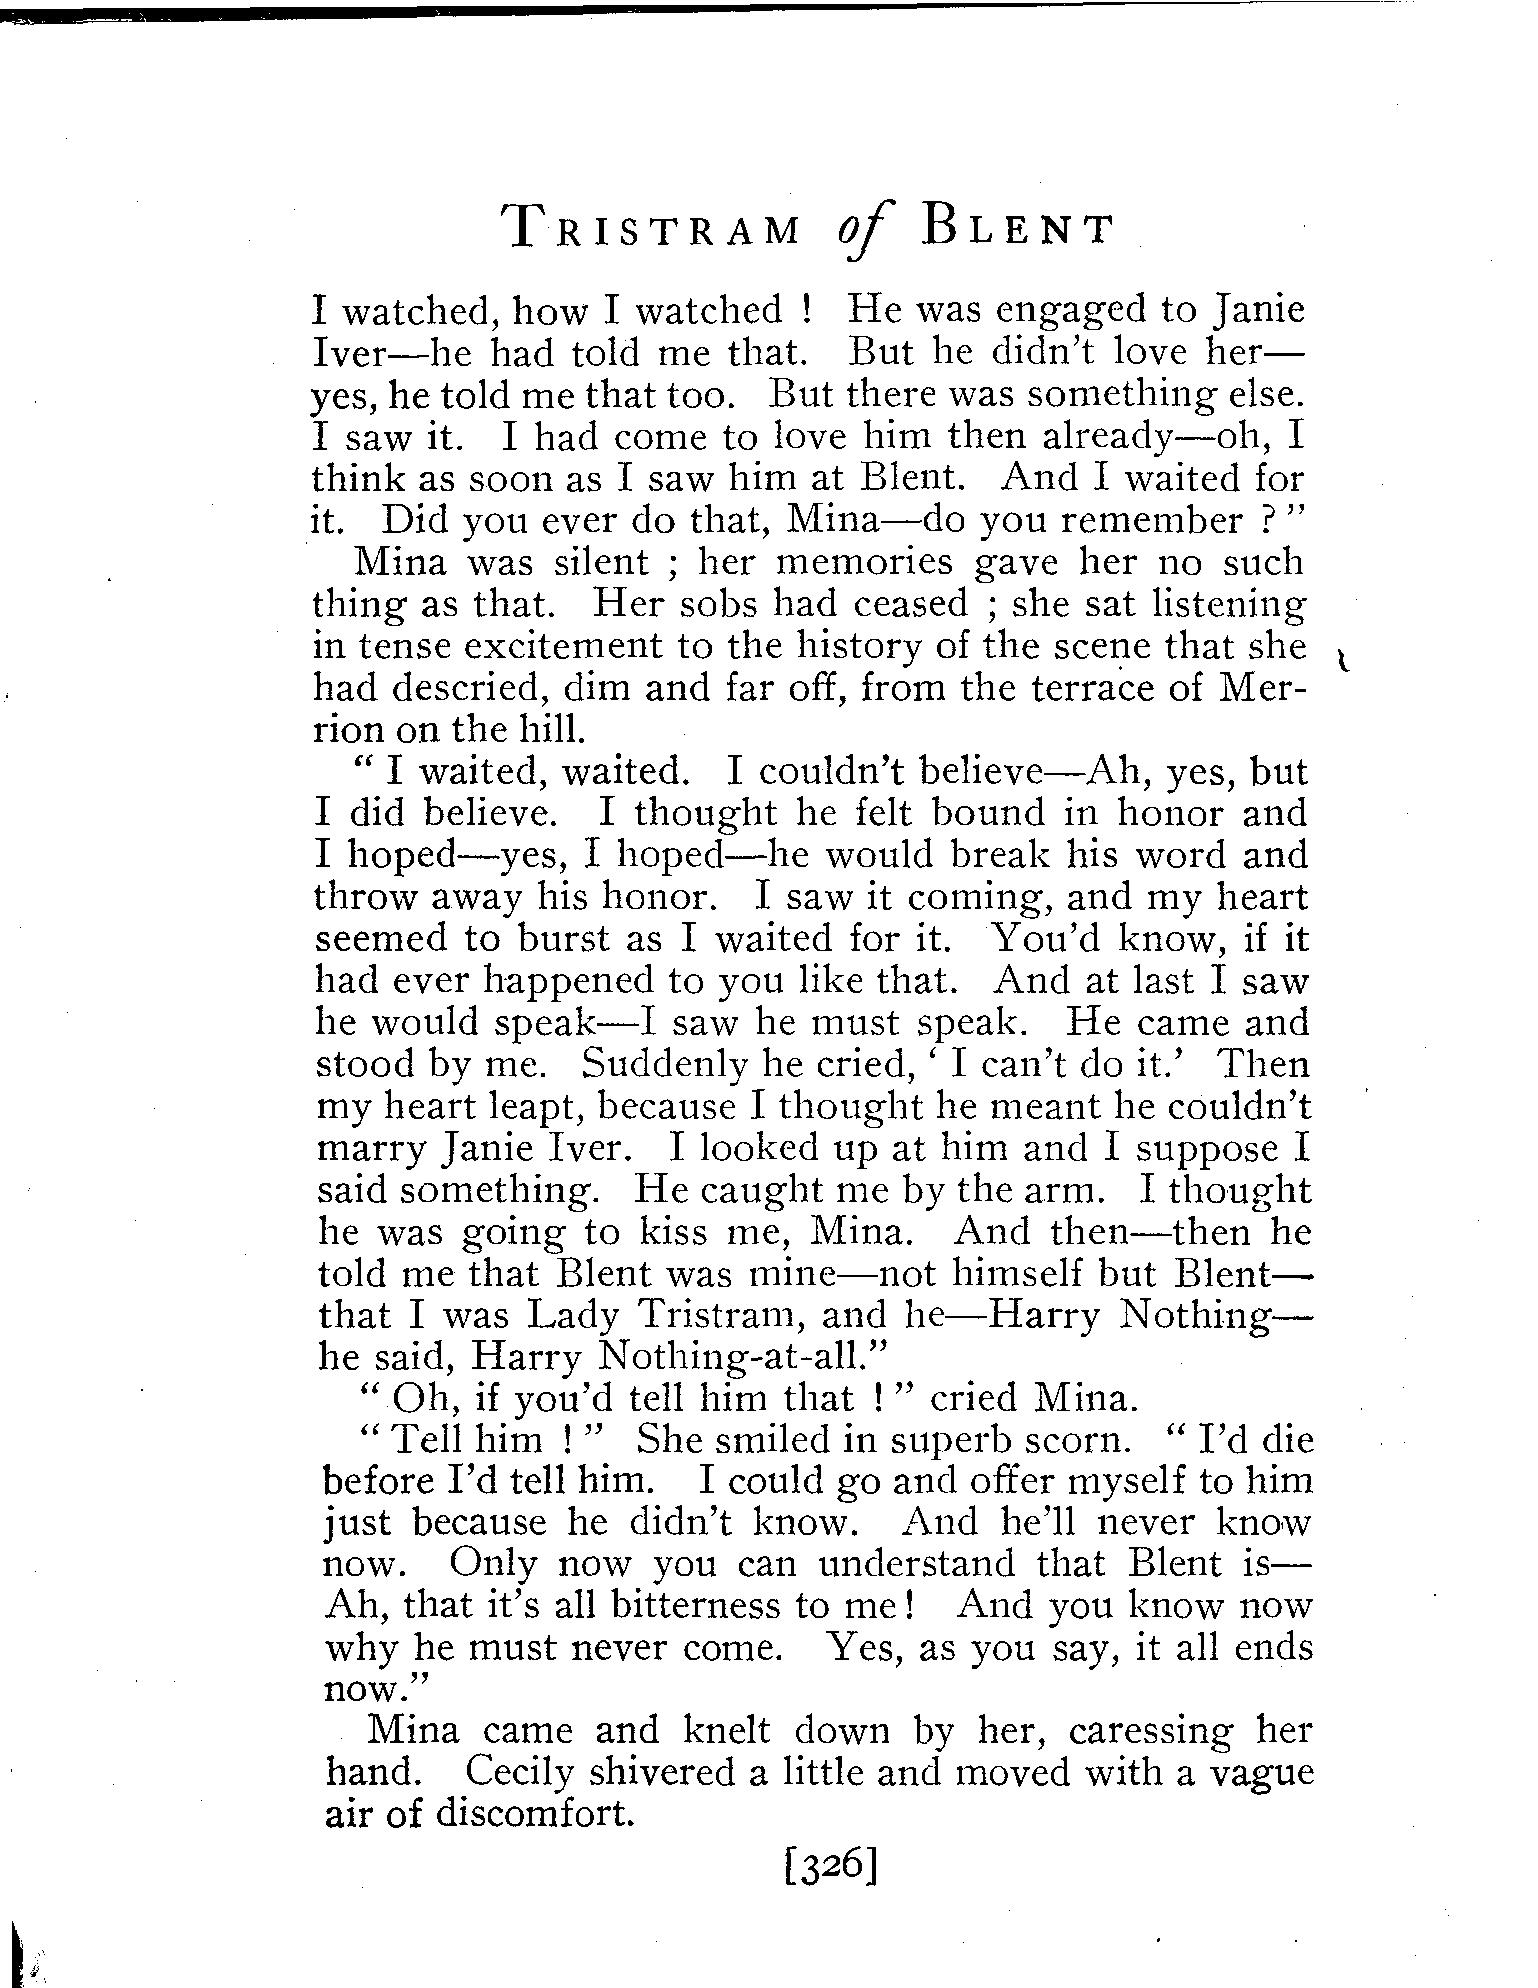 TRISTRAM of BLENT
I watched, how I watched ! He was engaged to Janie
Iver—he had told me that. But he didn't love her—
yes, he told me that too. But there was something else.
I saw it. I had come to love him then already—oh, I
think as soon as I saw him at Blent. And I waited for
it. Did you ever do that, Mina—do you remember ? ”
Mina was silent ; her memories gave her no such
thing as that. Her sobs had ceased ; she sat listening
in tense excitement to the history of the scene that she
had descried, dim and far off, from the terrace of Mer-
rion on the hill.
“ I waited, waited. I couldn't believe—Ah, yes, but
I did believe. I thought he felt bound in honor and
I hoped—yes, I hoped—he would break his word and
throw away his honor. I saw it coming, and my heart
seemed to burst as I waited for it. You'd know, if it
had ever happened to you like that. And at last I saw
he would speak—I saw he must speak. He came and
stood by me. Suddenly he cried, ‘ I can't do it.’ Then
my heart leapt, because I thought he meant he couldn't
marry Janie Iver. I looked up at him and I suppose I
said something. He caught me by the arm. I thought
he was going to kiss me, Mina. And then—then he
told me that Blent was mine—not himself but Blent—
that I was Lady Tristram, and he—Harry Nothing—
he said, Harry Nothing-at-all.”
“ Oh, if you'd tell him that ! ” cried Mina.
“ Tell him ! ” She smiled in superb scorn. “ I'd die
before I'd tell him. I could go and offer myself to him
just because he didn't know. And he'll never know
now. Only now you can understand that Blent is—
Ah, that it's all bitterness to me! And you know now
why he must never come. Yes, as you say, it all ends
now.”
Mina came and knelt down by her, caressing her
hand. Cecily shivered a little and moved with a vague
air of discomfort.
[326]